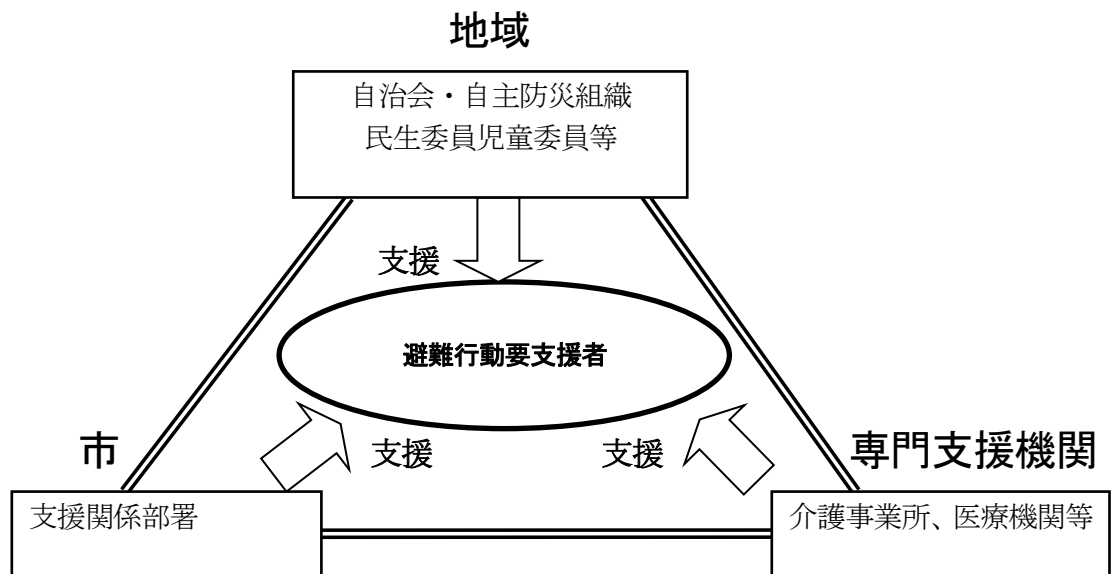 地域
自治会・自主防災組織
民生委員児童委員等
支援
避難行動要支援者
市
支援
支援
専門支援機関
支援関係部署
介護事業所、医療機関等